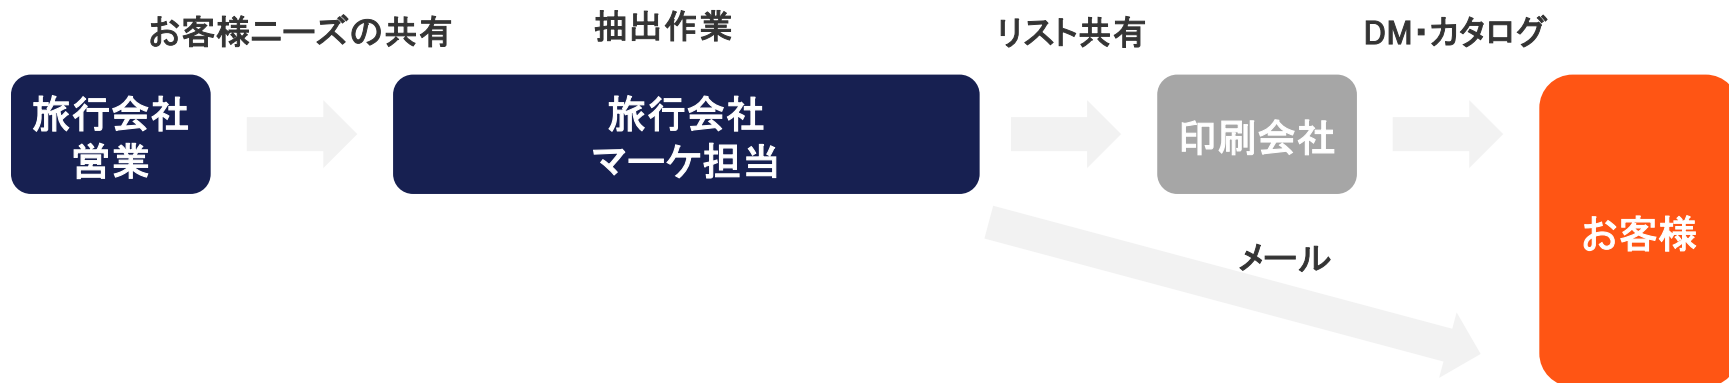 お客様ニーズの共有
抽出作業
リスト共有
DM・カタログ
旅行会社
営業
旅行会社
マーケ担当
印刷会社
お客様
メール